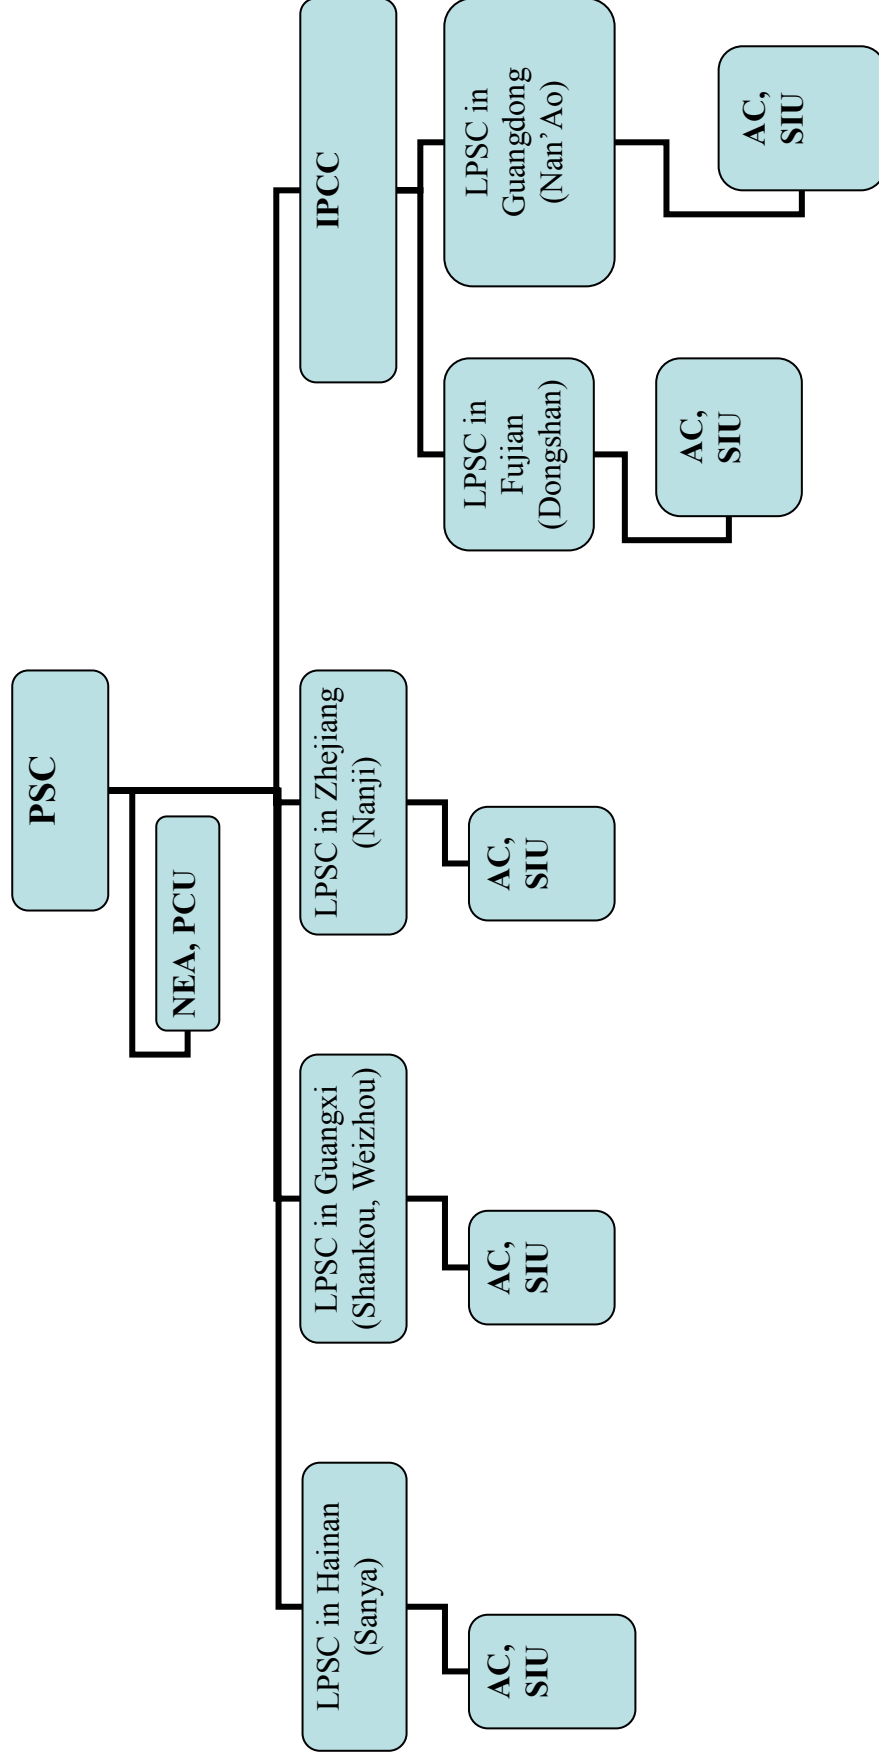 PSC
NEA, PCU
LPSC in Hainan
(Sanya)
AC,
SIU
LPSC in Guangxi
(Shankou, Weizhou)
AC,
SIU
LPSC in Zhejiang
(Nanji)
AC,
SIU
IPCC
LPSC in
Fujian
(Dongshan)
AC,
SIU
LPSC in
Guangdong
(Nan’Ao)
AC,
SIU